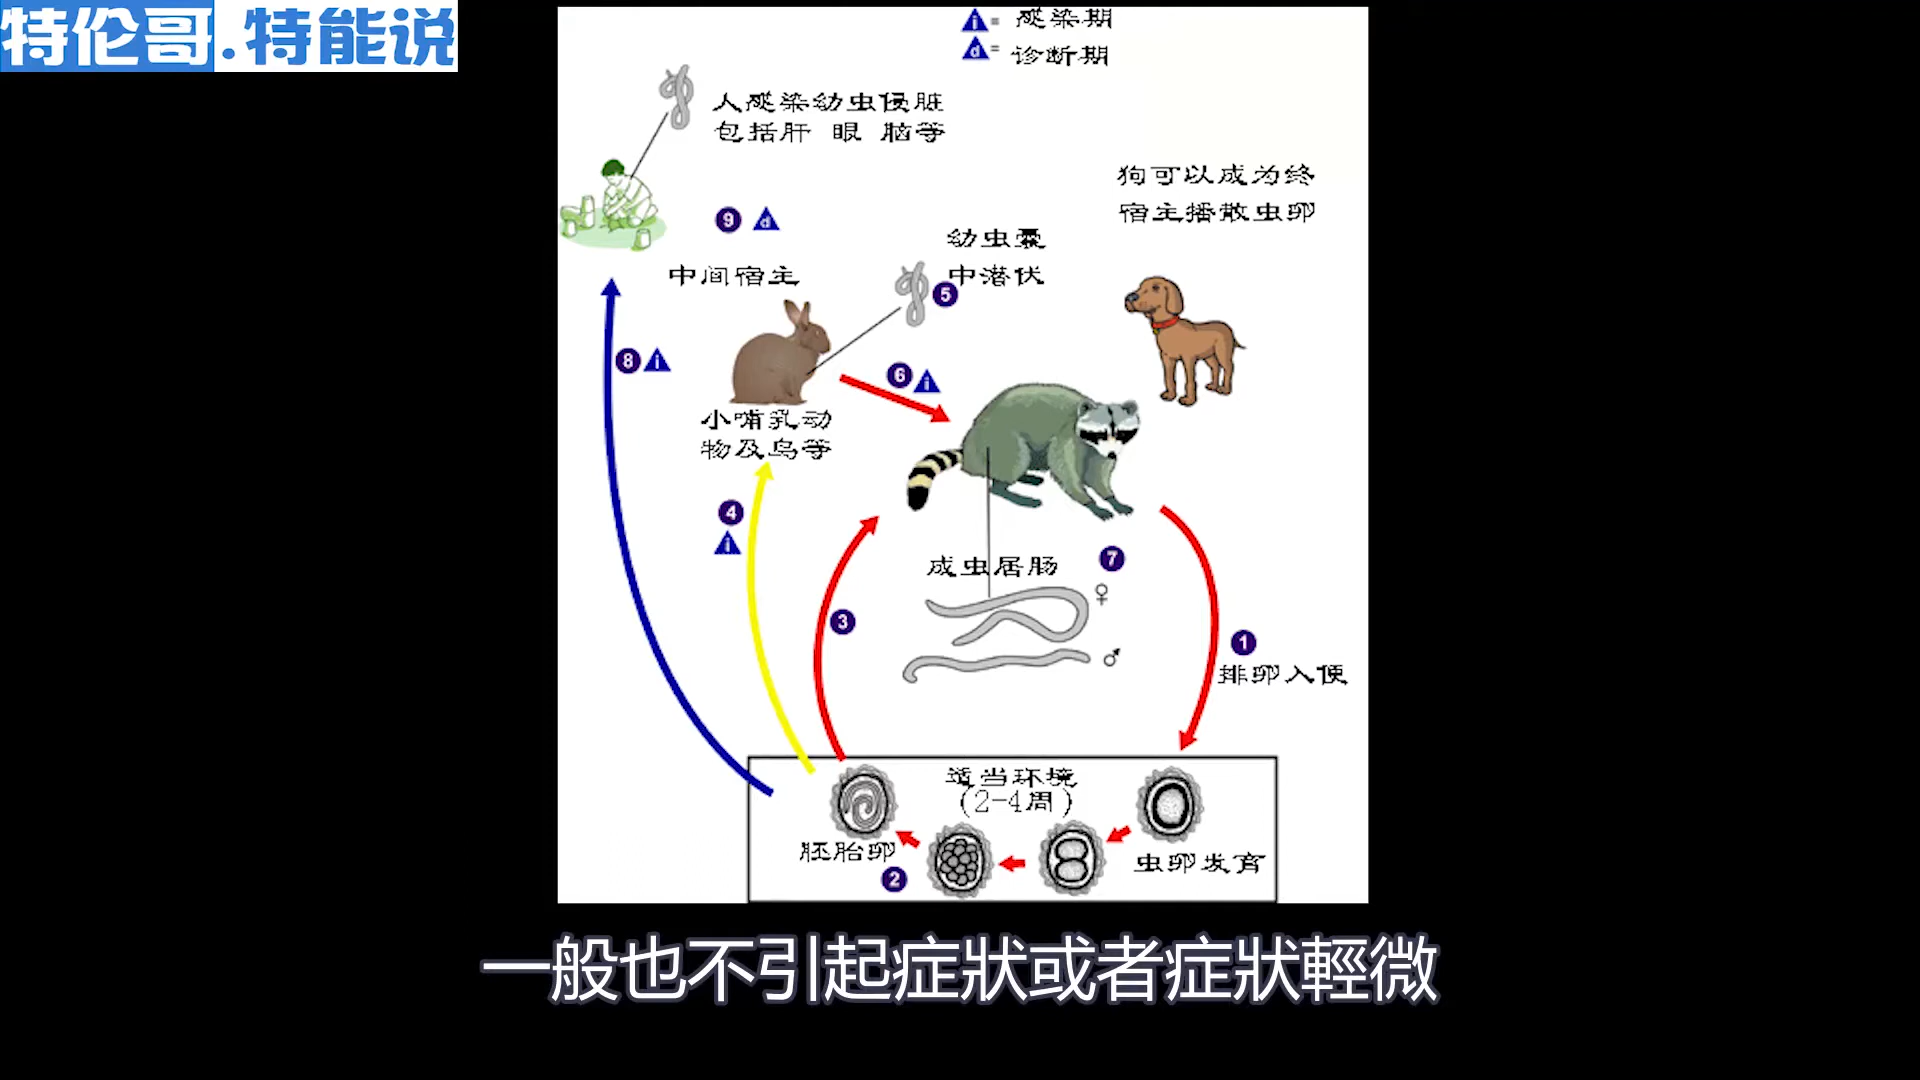 特伦哥.特能说
i = 感染期
d = 诊断期
人感染幼虫侵脏
包括肝 眼 脑等
狗可以成为终
宿主播散虫卵
9 d
幼虫囊
中潜伏
5
中间宿主
8 i
6 i
小哺乳动
物及鸟等
4
i
成虫居肠
7
♀
3
♂
1
排卵入便
适当环境
(2-4周)
胚胎卵
虫卵发育
2
一般也不引起症狀或者症狀輕微